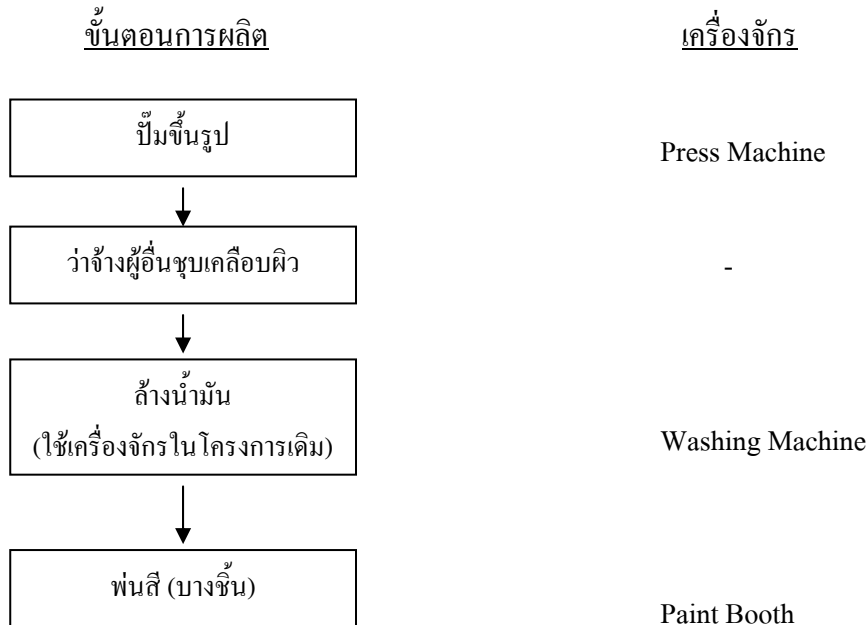 ขั้นตอนการผลิต เครื่องจักร
ปั๊มขึ้นรูป Press Machine
ว่าจ้างผู้อื่นชุบเคลือบผิว -
ล้างน้ำมัน
(ใช้เครื่องจักรในโครงการเดิม) Washing Machine
พ่นสี (บางชิ้น) Paint Booth